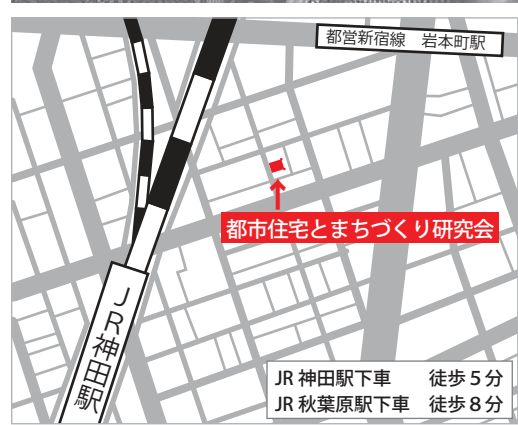 都営新宿線 岩本町駅
都市住宅とまちづくり研究会
JR神田駅
JR 神田駅下車 徒歩5分
JR 秋葉原駅下車 徒歩8分